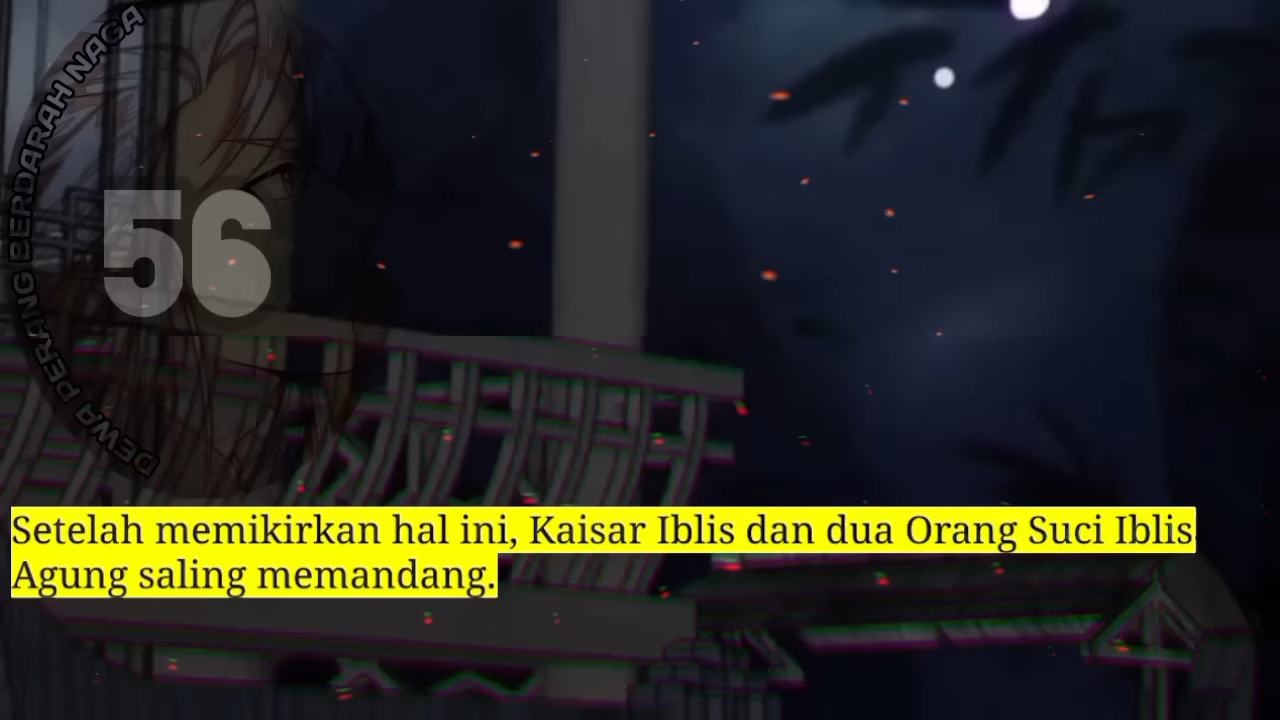 DEWA PERANG BERDARAH NAGA
56
Setelah memikirkan hal ini, Kaisar Iblis dan dua Orang Suci Iblis
Agung saling memandang.